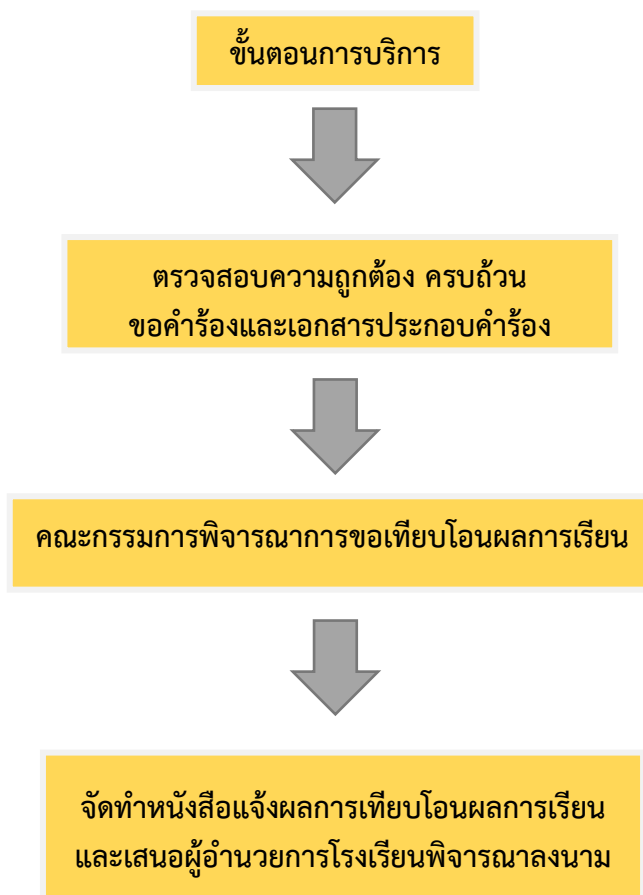 ขั้นตอนการบริการ
ตรวจสอบความถูกต้อง ครบถ้วน
ขอคำร้องและเอกสารประกอบคำร้อง
คณะกรรมการพิจารณาการขอเทียบโอนผลการเรียน
จัดทำหนังสือแจ้งผลการเทียบโอนผลการเรียน
และเสนอผู้อำนวยการโรงเรียนพิจารณาลงนาม